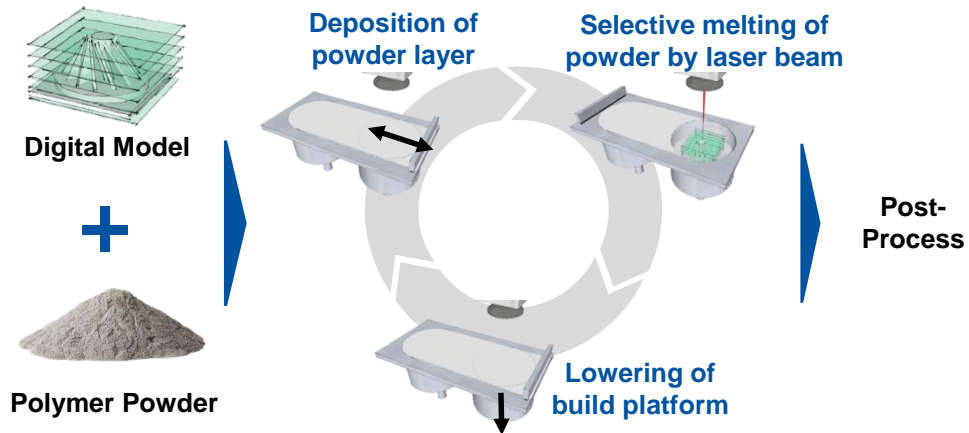 Deposition of
powder layer
Selective melting of
powder by laser beam
Digital Model
Post-
Process
Polymer Powder
Lowering of
build platform